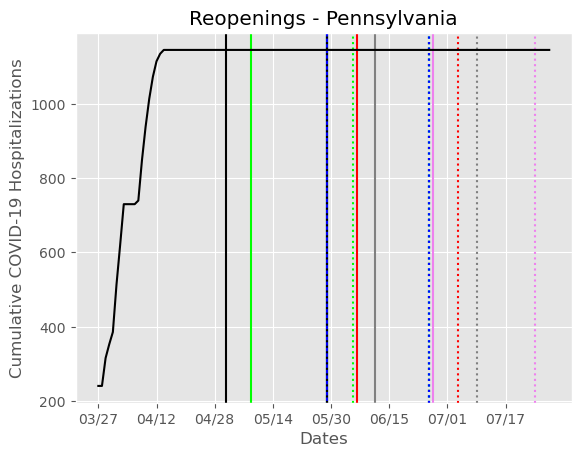 Reopenings - Pennsylvania
Cumulative COVID-19 Hospitalizations
1000
800
600
400
200
03/27 04/12 04/28 05/14 05/30 06/15 07/01 07/17
Dates